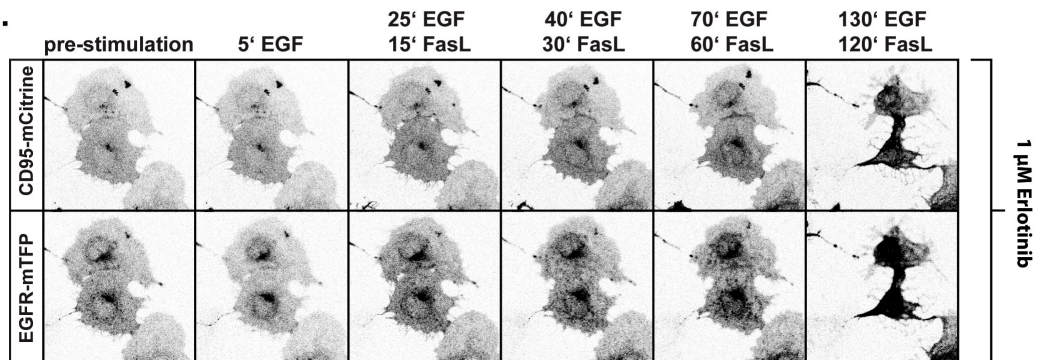 25‘ EGF 40‘ EGF 70‘ EGF 130‘ EGF
pre-stimulation 5‘ EGF 15‘ FasL 30‘ FasL 60‘ FasL 120‘ FasL
CD95-mCitrine
EGFR-mTFP
1 µM Erlotinib